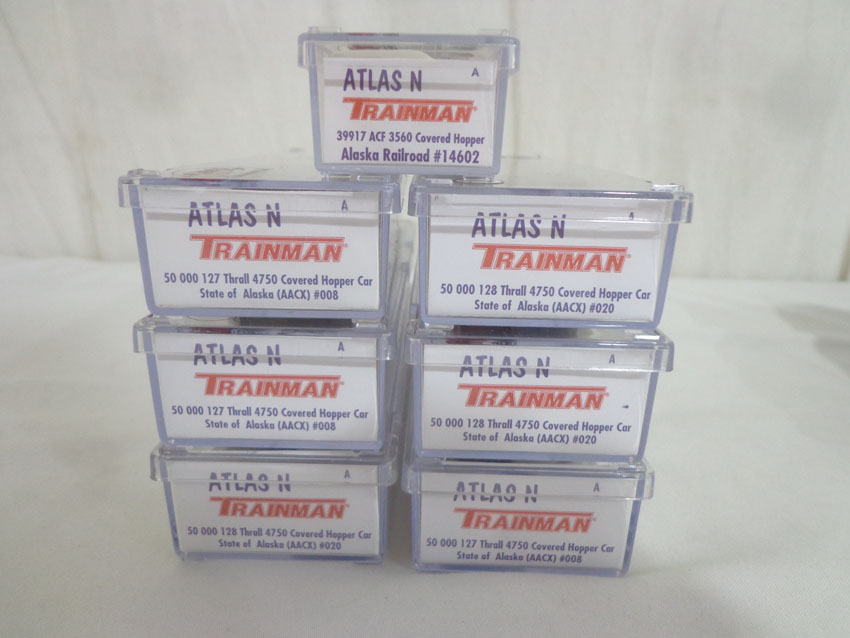 ATLAS N A
TRAINMAN®
39917 ACF 3560 Covered Hopper
Alaska Railroad #14602
ATLAS N A
TRAINMAN®
50 000 127 Thrall 4750 Covered Hopper Car
State of Alaska (AACX) #008
ATLAS N A
TRAINMAN®
50 000 128 Thrall 4750 Covered Hopper Car
State of Alaska (AACX) #020
ATLAS N A
TRAINMAN®
50 000 127 Thrall 4750 Covered Hopper Car
State of Alaska (AACX) #008
ATLAS N A
TRAINMAN®
50 000 128 Thrall 4750 Covered Hopper Car
State of Alaska (AACX) #020
ATLAS N A
TRAINMAN®
50 000 128 Thrall 4750 Covered Hopper Car
State of Alaska (AACX) #020
ATLAS N A
TRAINMAN®
50 000 127 Thrall 4750 Covered Hopper Car
State of Alaska (AACX) #008